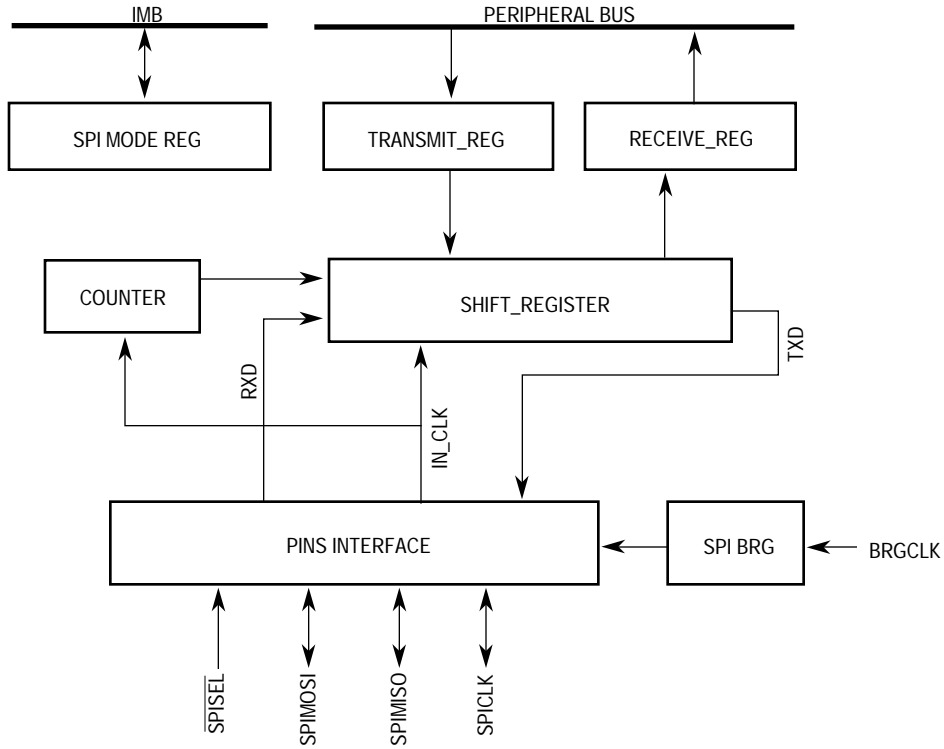 IMB
PERIPHERAL BUS
SPI MODE REG
TRANSMIT_REG
RECEIVE_REG
COUNTER
SHIFT_REGISTER
TXD
RXD
IN_CLK
PINS INTERFACE
SPI BRG
BRGCLK
SPISEL
SPIMOSI
SPIMISO
SPICLK